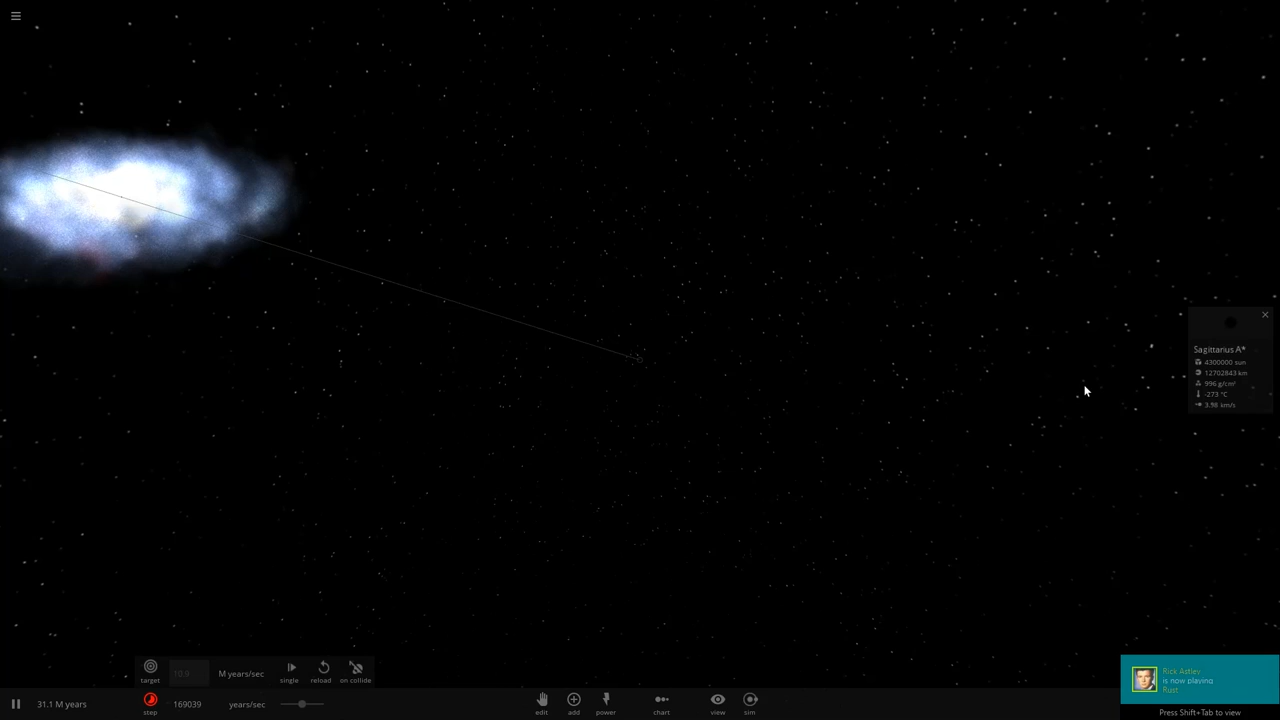 Sagittarius A*
4300000 sun
12702843 km
996 g/cm³
-273 °C
3.98 km/s
target
10.9
M years/sec
single
reload
on collide
31.1 M years
step
169039
years/sec
edit
add
power
chart
view
sim
Rick Astley
is now playing
Rust
Press Shift+Tab to view